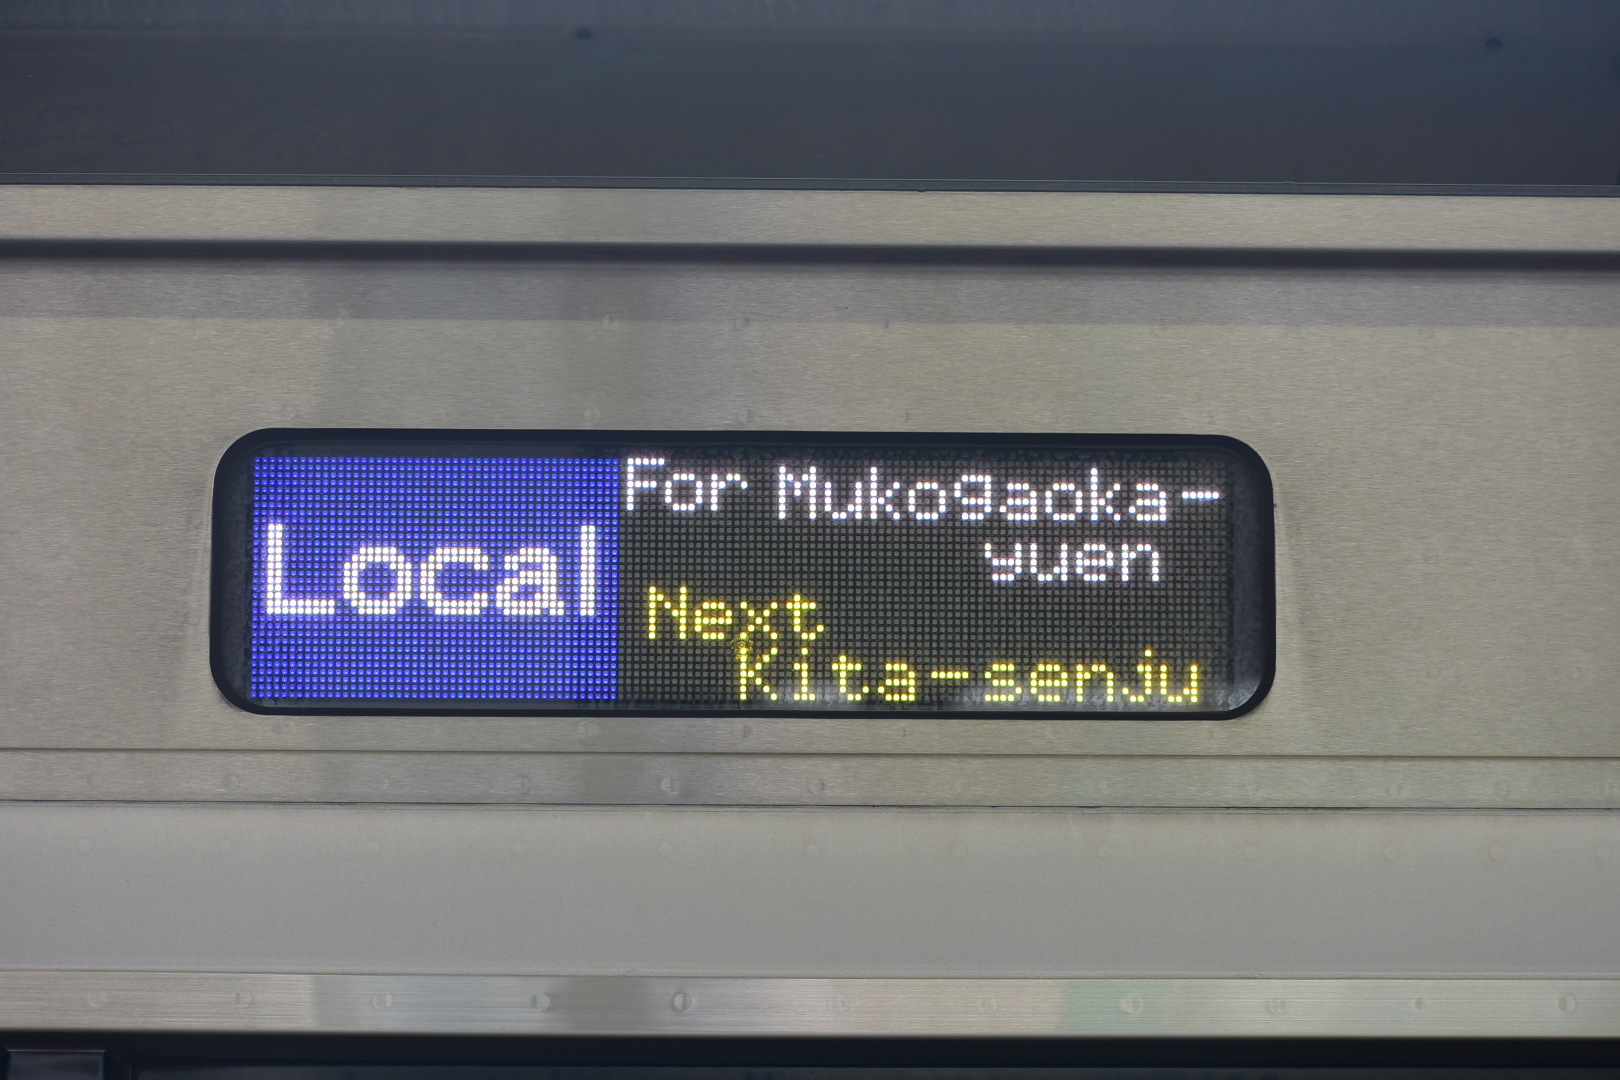 Local
For Mukogaoka-
yuen
Next
Kita-senju